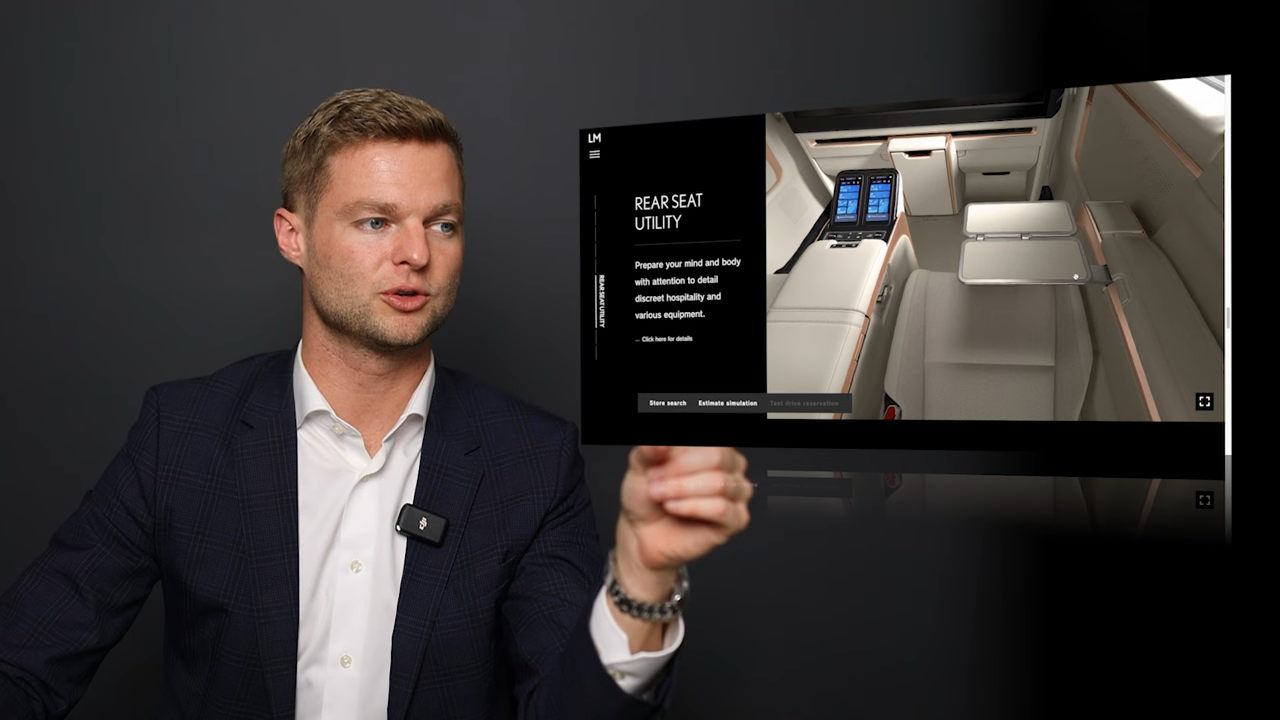 LM
REAR SEAT UTILITY
REAR SEAT
UTILITY
Prepare your mind and body
with attention to detail
discreet hospitality and
various equipment.
Click here for details
Store search
Estimate simulation
Test drive reservation
dji